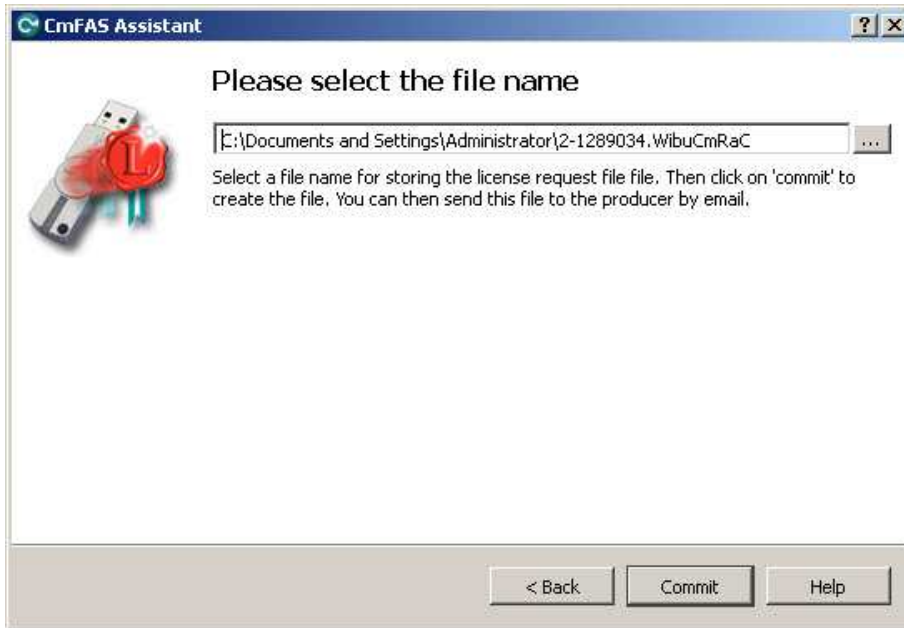 CmFAS Assistant
Please select the file name
C:\Documents and Settings\Administrator\2-1289034.WibuCmRaC
...
Select a file name for storing the license request file file. Then click on 'commit' to
create the file. You can then send this file to the producer by email.
L
< Back
Commit
Help